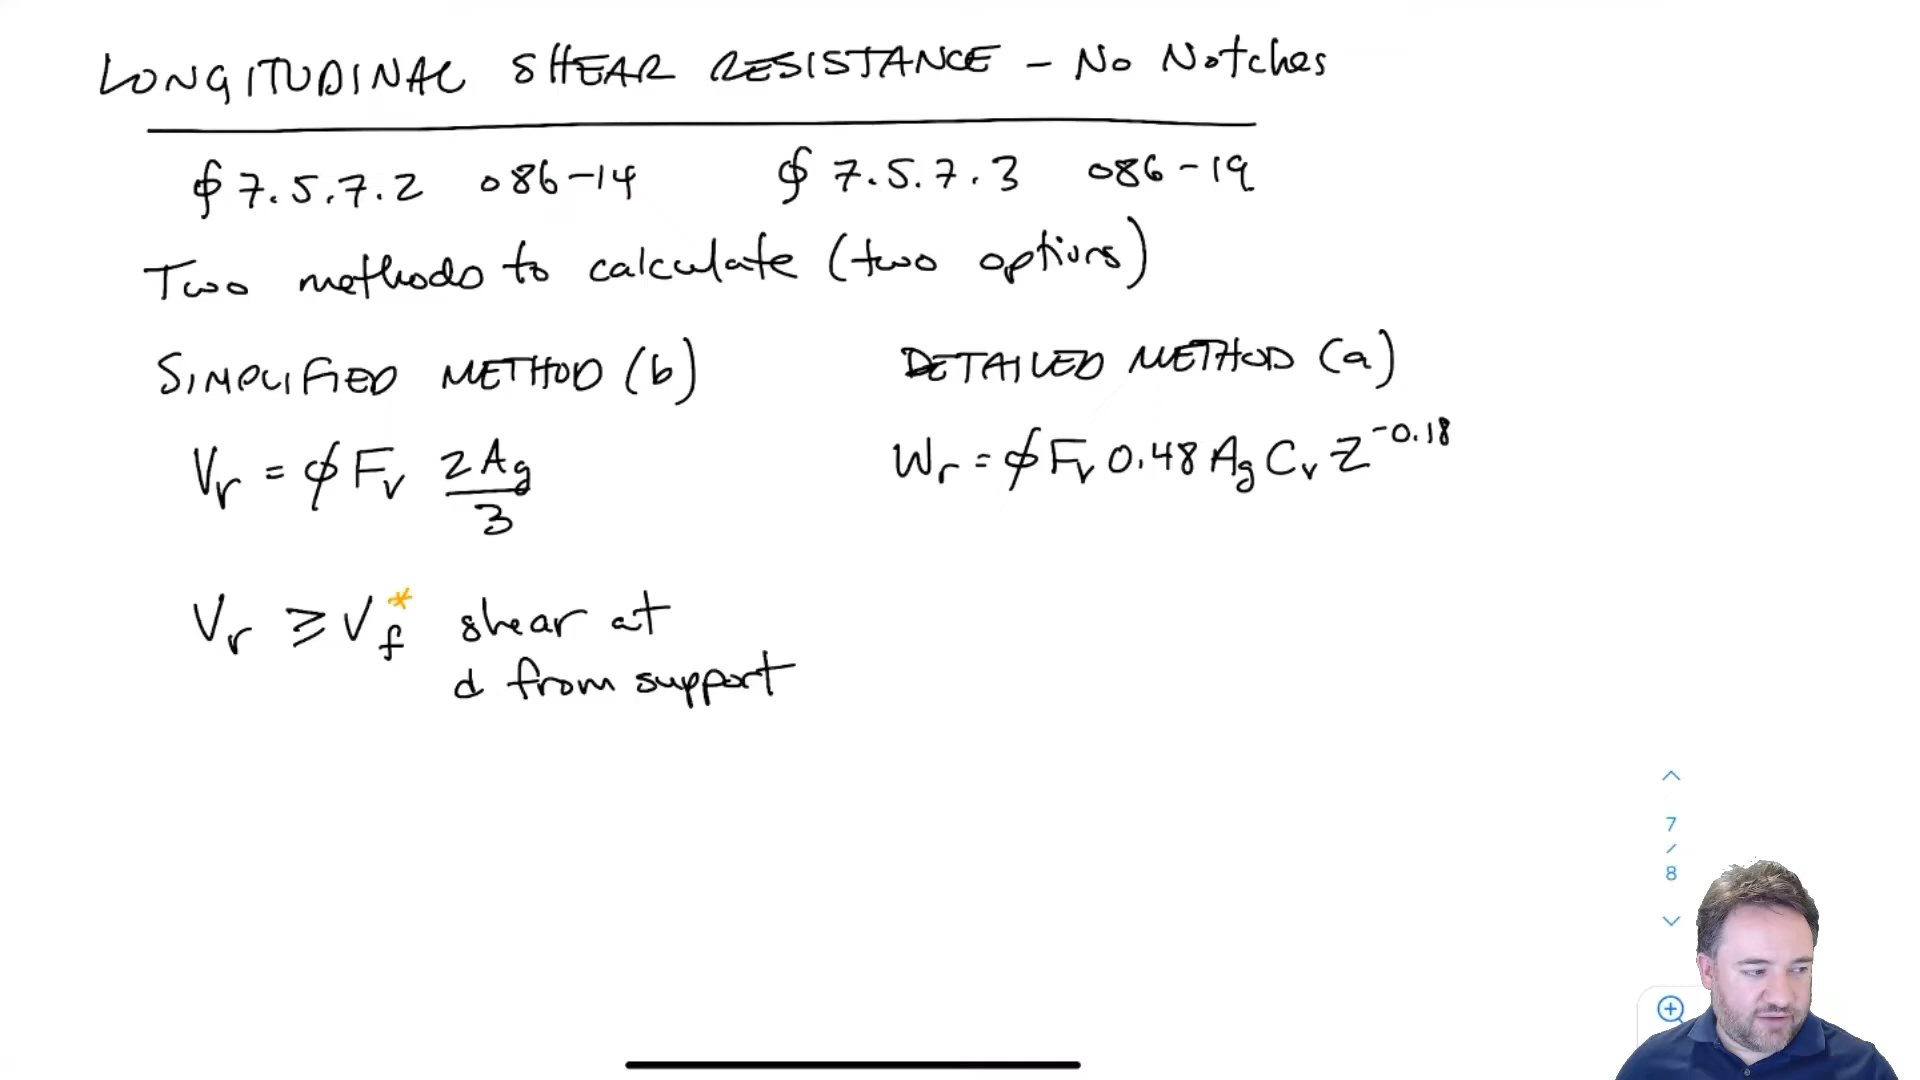 LONGITUDINAL SHEAR RESISTANCE - No Notches
∮ 7.5.7.2 086-14 ∮ 7.5.7.3 086-19
Two methods to calculate (two options)
SIMPLIFIED METHOD (b)
Vr = φ Fv 2Ag/3
Vr ≥ Vf* shear at
d from support
DETAILED METHOD (a)
Wr = φ Fv 0.48 Ag Cv Z^-0.18
7
/
8